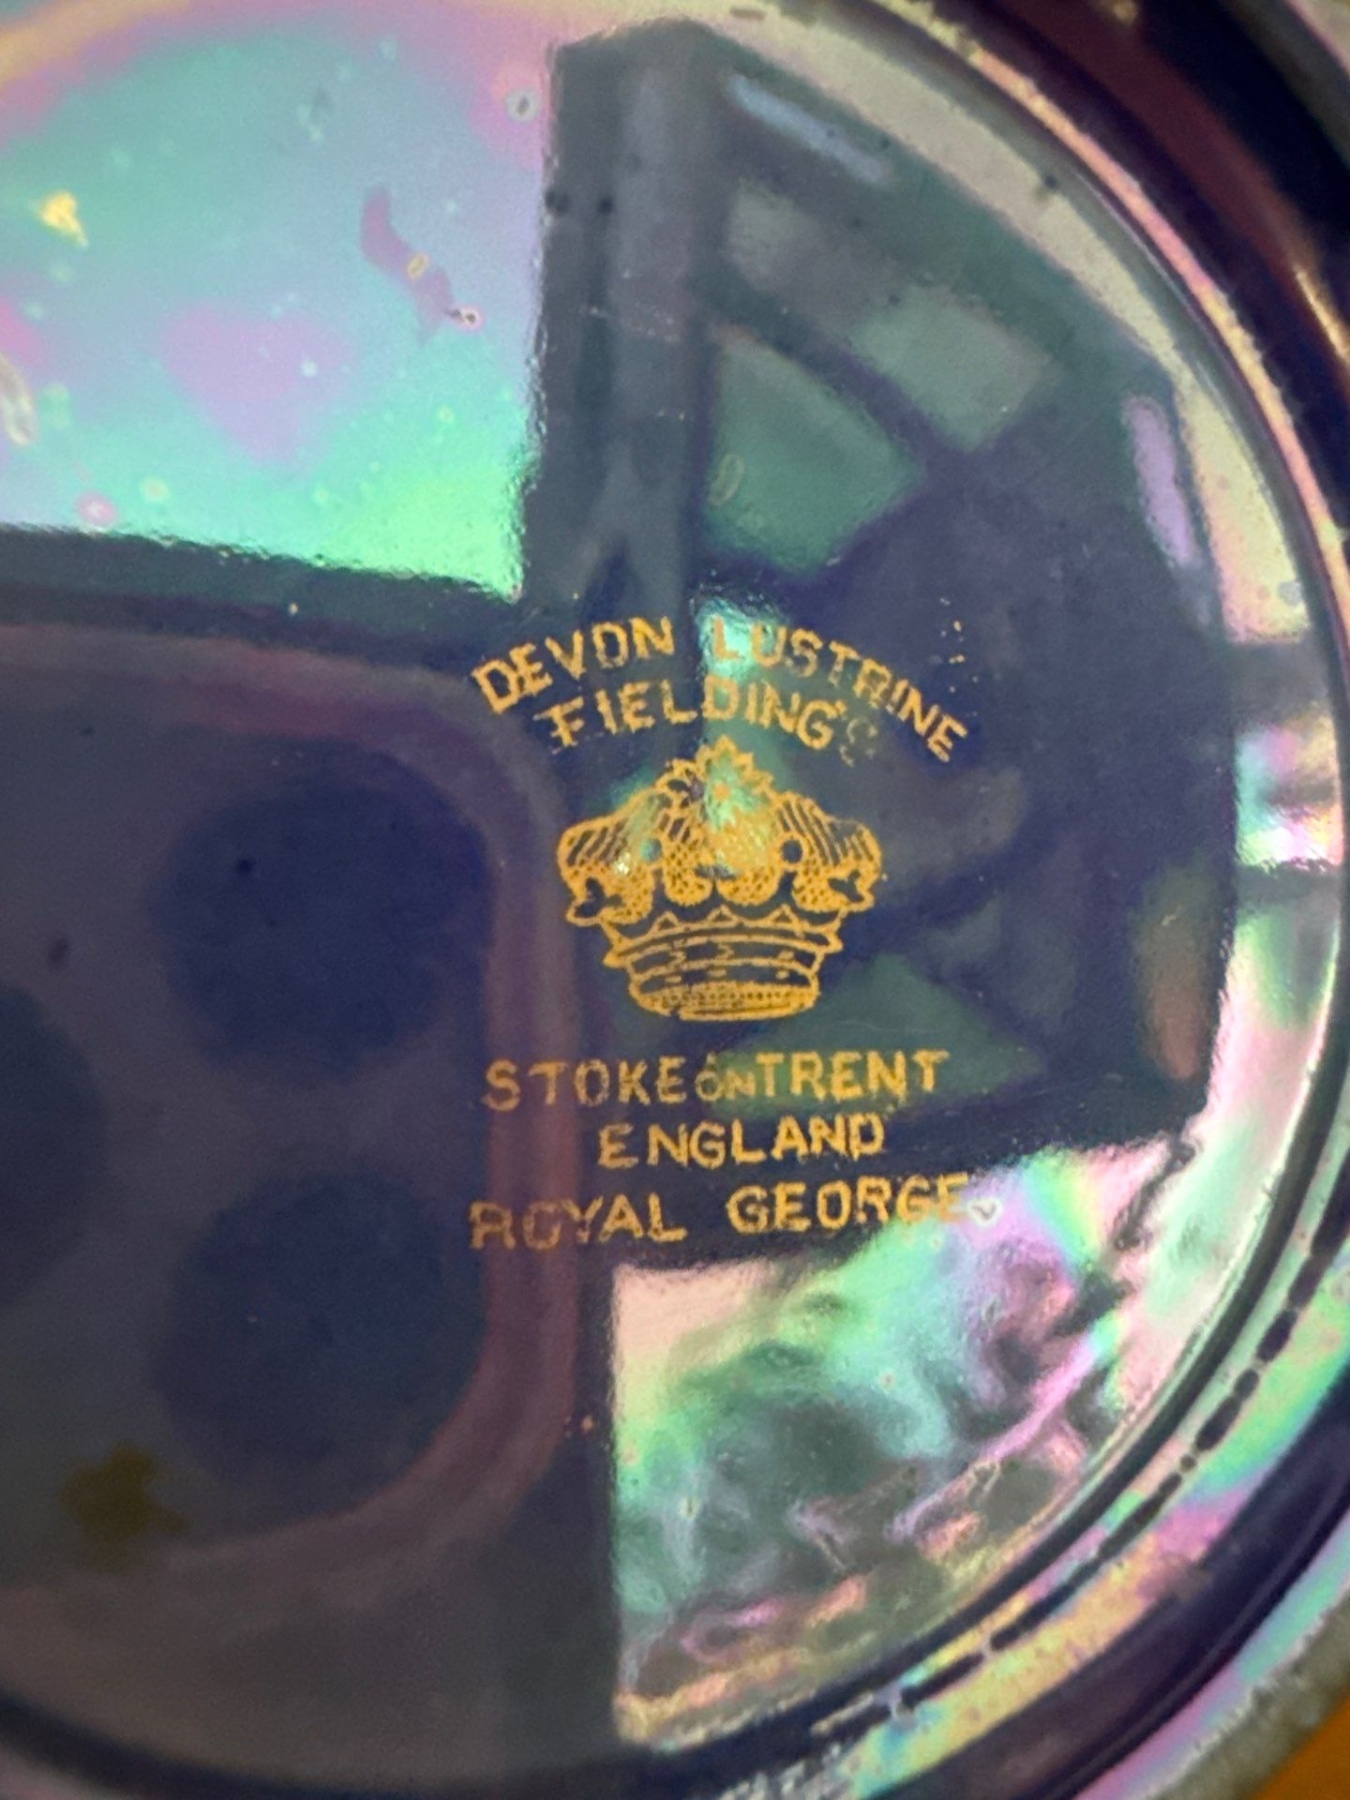 DEVON LUSTRINE
FIELDING'S
STOKE ON TRENT
ENGLAND
ROYAL GEORGE